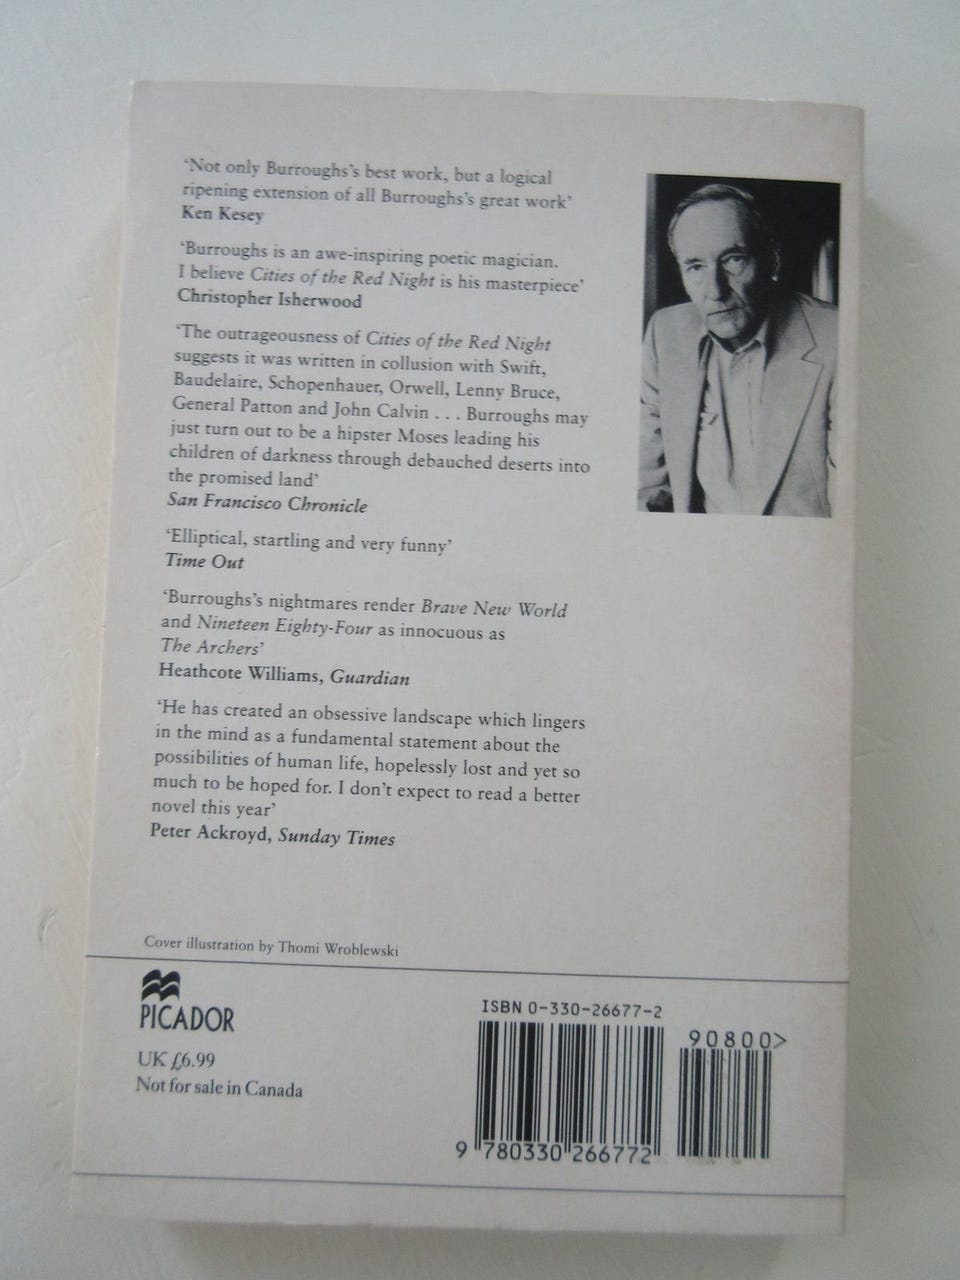 ‘Not only Burroughs’s best work, but a logical
ripening extension of all Burroughs’s great work’
Ken Kesey
‘Burroughs is an awe-inspiring poetic magician.
I believe Cities of the Red Night is his masterpiece’
Christopher Isherwood
‘The outrageousness of Cities of the Red Night
suggests it was written in collusion with Swift,
Baudelaire, Schopenhauer, Orwell, Lenny Bruce,
General Patton and John Calvin . . . Burroughs may
just turn out to be a hipster Moses leading his
children of darkness through debauched deserts into
the promised land’
San Francisco Chronicle
‘Elliptical, startling and very funny’
Time Out
‘Burroughs’s nightmares render Brave New World
and Nineteen Eighty-Four as innocuous as
The Archers’
Heathcote Williams, Guardian
‘He has created an obsessive landscape which lingers
in the mind as a fundamental statement about the
possibilities of human life, hopelessly lost and yet so
much to be hoped for. I don’t expect to read a better
novel this year’
Peter Ackroyd, Sunday Times
Cover illustration by Thomi Wroblewski
PICADOR
UK £6.99
Not for sale in Canada
ISBN 0-330-26677-2
90800>
9 780330 266772